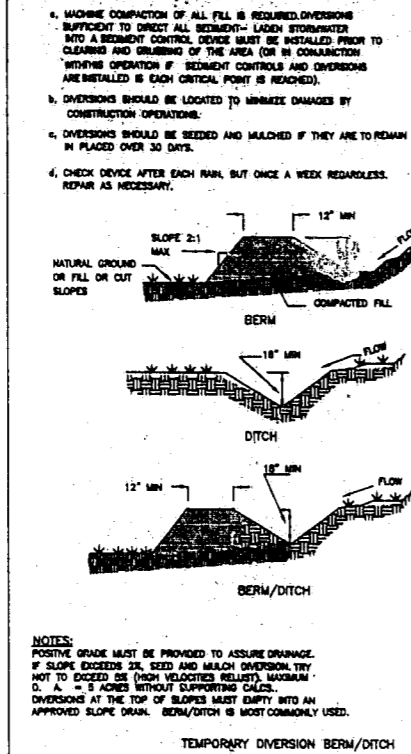 a, MACHINE COMPACTION OF ALL FILL IS REQUIRED. DIVERSIONS
SUFFICIENT TO DIRECT ALL SEDIMENT- LADEN STORMWATER
INTO A SEDIMENT CONTROL DEVICE MUST BE INSTALLED PRIOR TO
CLEARING AND GRUBBING OF THE AREA (OR IN CONJUNCTION
WITHTHIS OPERATION IF SEDIMENT CONTROLS AND DIVERSIONS
ARE INSTALLED IS EACH CRITICAL POINT IS REACHED).
b, DIVERSIONS SHOULD BE LOCATED TO MINIMIZE DAMAGES BY
CONSTRUCTION OPERATIONS.
c, DIVERSIONS SHOULD BE SEEDED AND MULCHED IF THEY ARE TO REMAIN
IN PLACED OVER 30 DAYS.
d, CHECK DEVICE AFTER EACH RAIN, BUT ONCE A WEEK REGARDLESS.
REPAIR AS NECESSARY.
12" MIN
SLOPE 2:1
MAX
FLOW
NATURAL GROUND
OR FILL OR CUT
SLOPES
COMPACTED FILL
BERM
18" MIN
FLOW
DITCH
18" MIN
12" MIN
FLOW
BERM/DITCH
NOTES:
POSITIVE GRADE MUST BE PROVIDED TO ASSURE DRAINAGE.
IF SLOPE EXCEEDS 2%, SEED AND MULCH DIVERSION. TRY
NOT TO EXCEED 5% (HIGH VELOCITIES RELUST). MAXIMUM
D. A. = 5 ACRES WITHOUT SUPPORTING CALCS..
DIVERSIONS AT THE TOP OF SLOPES MUST EMPTY INTO AN
APPROVED SLOPE DRAIN. BERM/DITCH IS MOST COMMONLY USED.
TEMPORARY DIVERSION BERM/DITCH